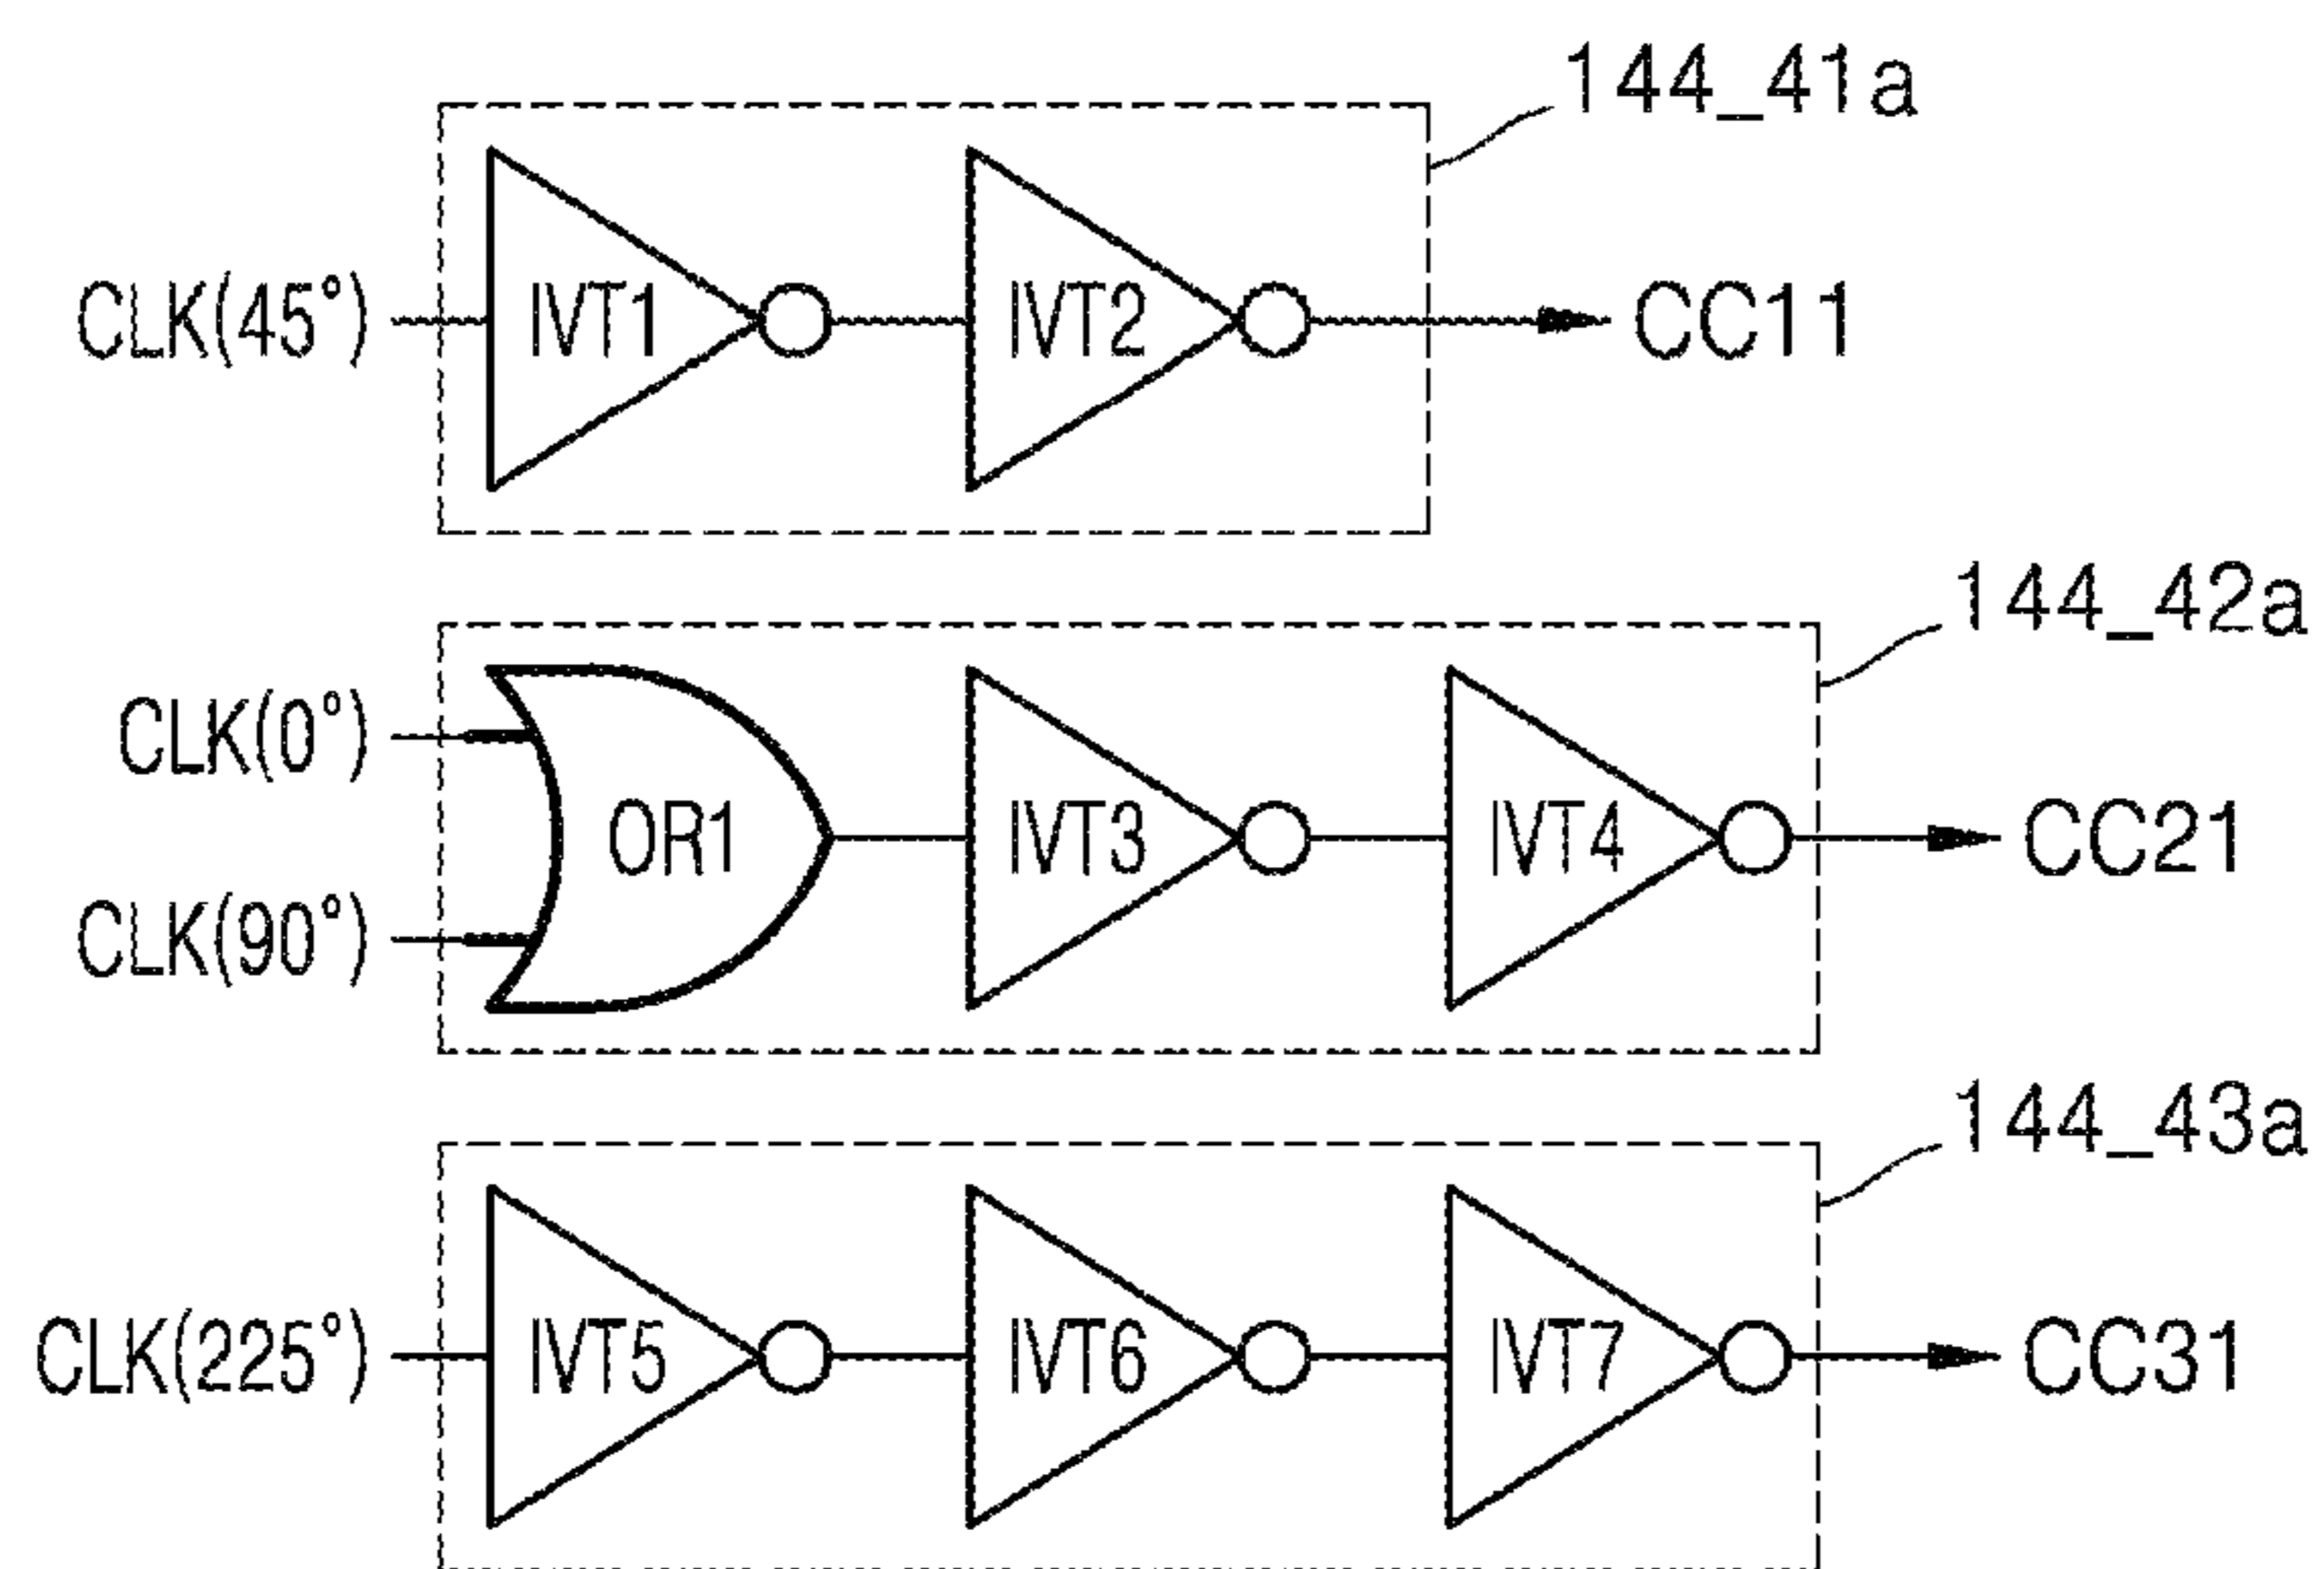 144_41a
CLK(45°)
IVT1
IVT2
CC11
144_42a
CLK(0°)
CLK(90°)
OR1
IVT3
IVT4
CC21
144_43a
CLK(225°)
IVT5
IVT6
IVT7
CC31